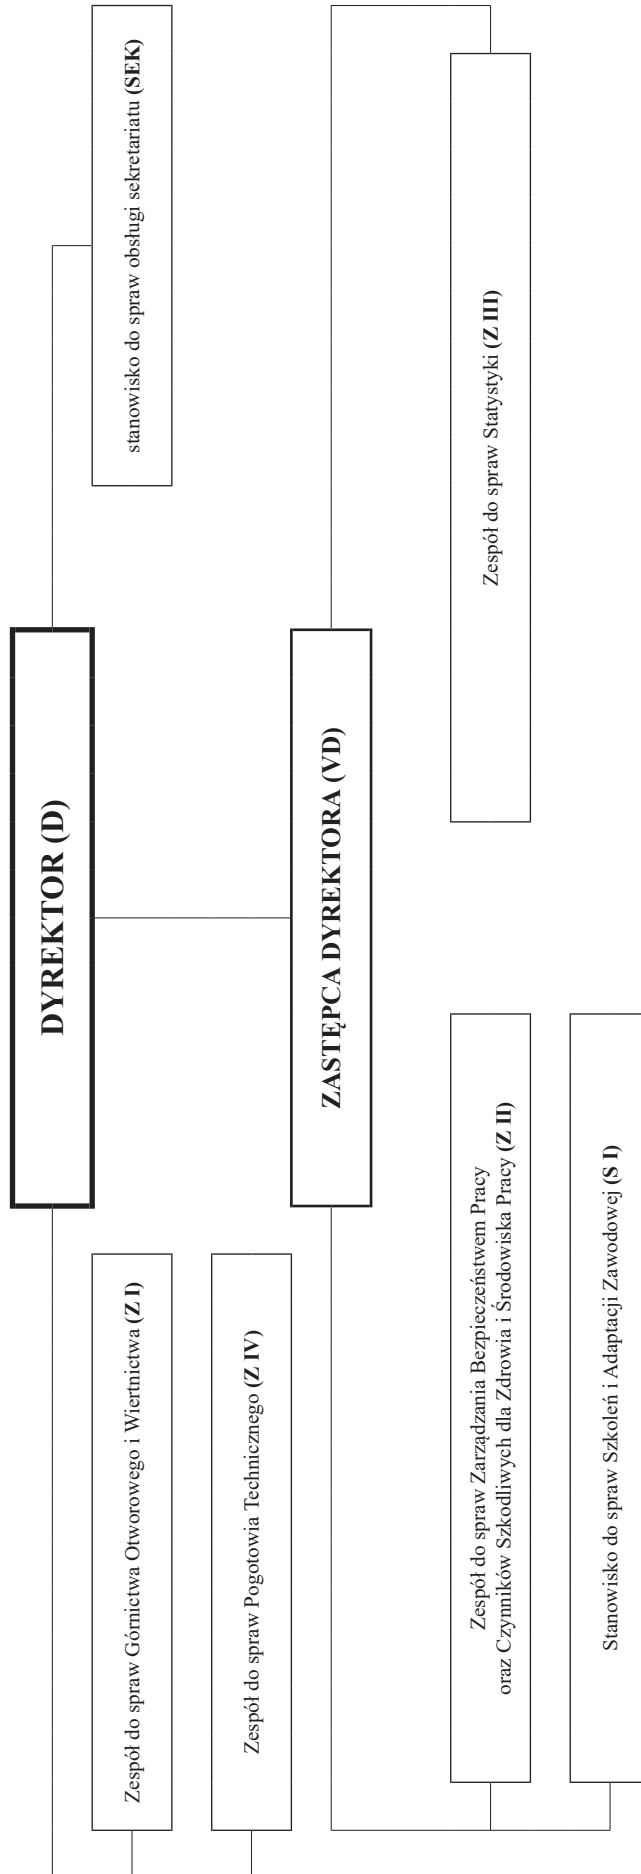 DYREKTOR (D)
stanowisko do spraw obsługi sekretariatu (SEK)
Zespół do spraw Górnictwa Otworowego i Wiertnictwa (Z I)
Zespół do spraw Pogotowia Technicznego (Z IV)
ZASTĘPCA DYREKTORA (VD)
Zespół do spraw Zarządzania Bezpieczeństwem Pracy
oraz Czynników Szkodliwych dla Zdrowia i Środowiska Pracy (Z II)
Zespół do spraw Statystyki (Z III)
Stanowisko do spraw Szkoleń i Adaptacji Zawodowej (S I)